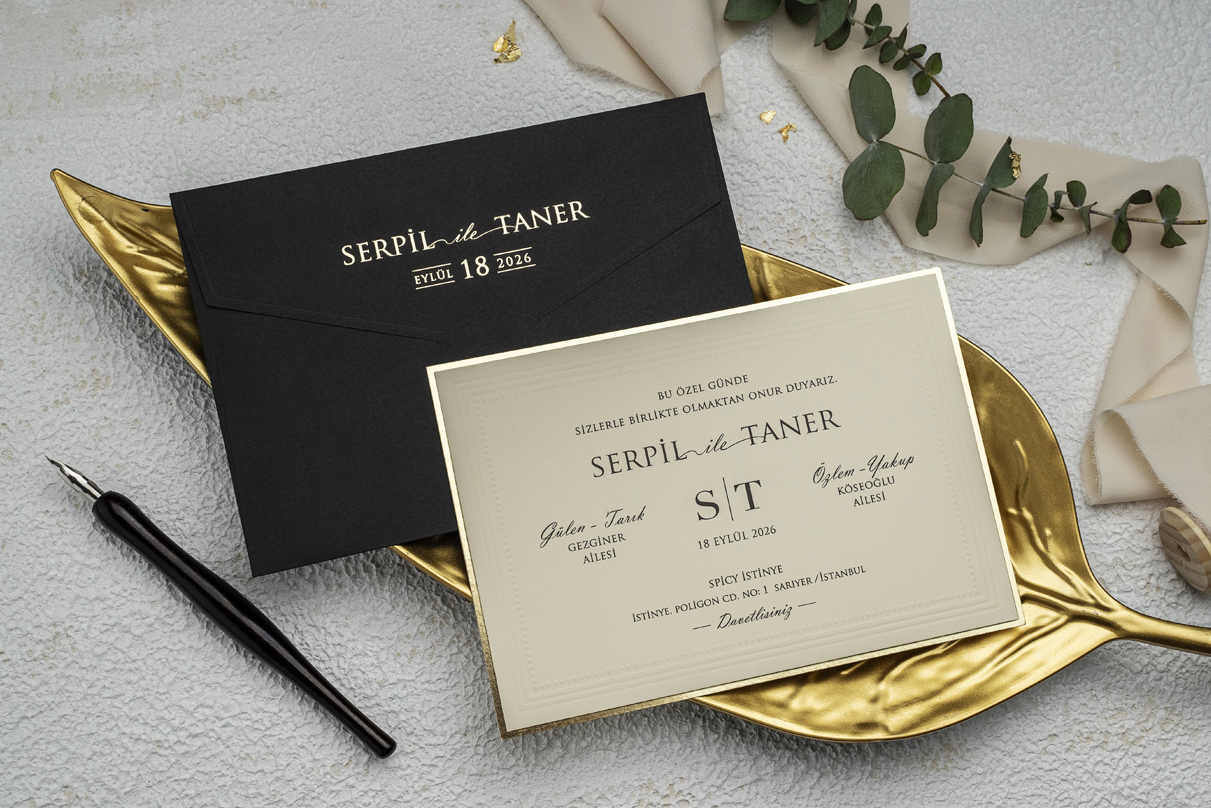 SERPİL ile TANER
EYLÜL 18 2026
BU ÖZEL GÜNDE
SİZLERLE BİRLİKTE OLMAKTAN ONUR DUYARIZ.
SERPİL ile TANER
S|T
Gülen - Tarık
GEZGİNER
AİLESİ
Özlem - Yakup
KÖSEOĞLU
AİLESİ
18 EYLÜL 2026
SPİCY İSTİNYE
İSTİNYE, POLİGON CD. NO: 1 SARIYER/İSTANBUL
— Davetlisiniz —